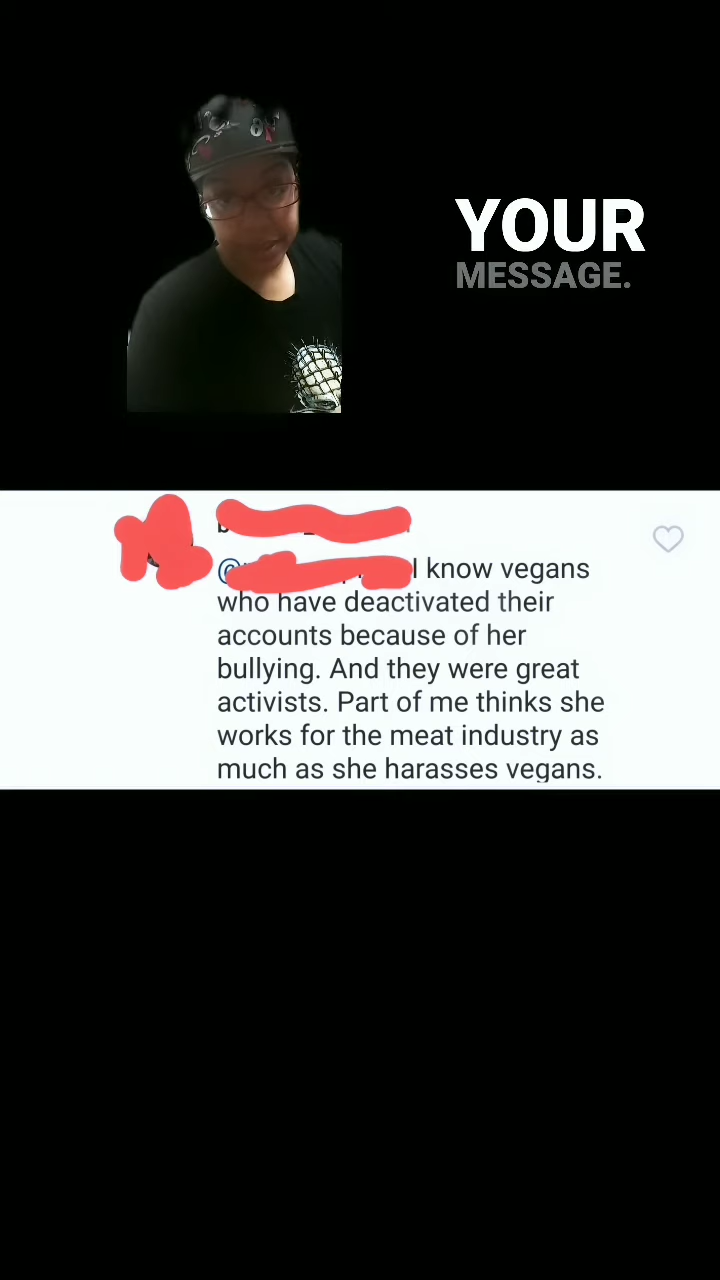 YOUR
MESSAGE.
I know vegans
who have deactivated their
accounts because of her
bullying. And they were great
activists. Part of me thinks she
works for the meat industry as
much as she harasses vegans.